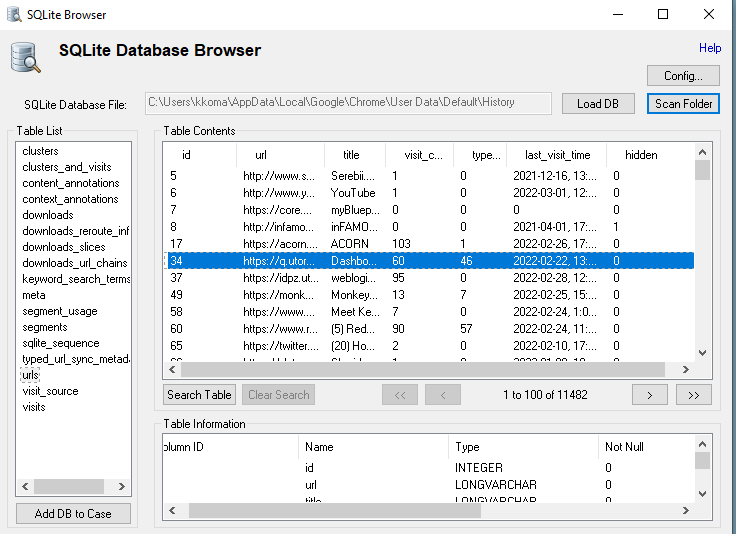 SQLite Browser
SQLite Database Browser
Help
Config...
SQLite Database File: C:\Users\kkoma\AppData\Local\Google\Chrome\User Data\Default\History Load DB Scan Folder
Table List
clusters
clusters_and_visits
content_annotations
context_annotations
downloads
downloads_reroute_inf
downloads_slices
downloads_url_chains
keyword_search_terms
meta
segment_usage
segments
sqlite_sequence
typed_url_sync_metada
urls
visit_source
visits
Add DB to Case
Table Contents
id url title visit_c... type... last_visit_time hidden
5 http://www.s... Serebii.... 1 0 2021-12-16, 13:... 0
6 http://www.y... YouTube 1 0 2022-03-01, 12:... 0
7 https://core.... myBluep... 0 0 0 0
8 http://infamo... inFAMO... 0 0 2021-04-01, 17:... 1
17 https://acorn.... ACORN 103 1 2022-02-26, 17:... 0
34 https://q.utor... Dashbo... 60 46 2022-02-22, 13:... 0
37 https://idpz.ut... weblogi... 95 0 2022-02-28, 12:... 0
49 https://monk... Monkey... 13 7 2022-02-25, 15:... 0
58 https://www.... Meet Ke... 7 0 2022-02-24, 1:0... 0
60 https://www.r... (5) Red... 90 57 2022-02-24, 11:... 0
65 https://twitter.... (20) Ho... 2 0 2022-02-10, 17:... 0
Search Table Clear Search << < 1 to 100 of 11482 > >>
Table Information
olumn ID Name Type Not Null
id INTEGER 0
url LONGVARCHAR 0
title LONGVARCHAR 0